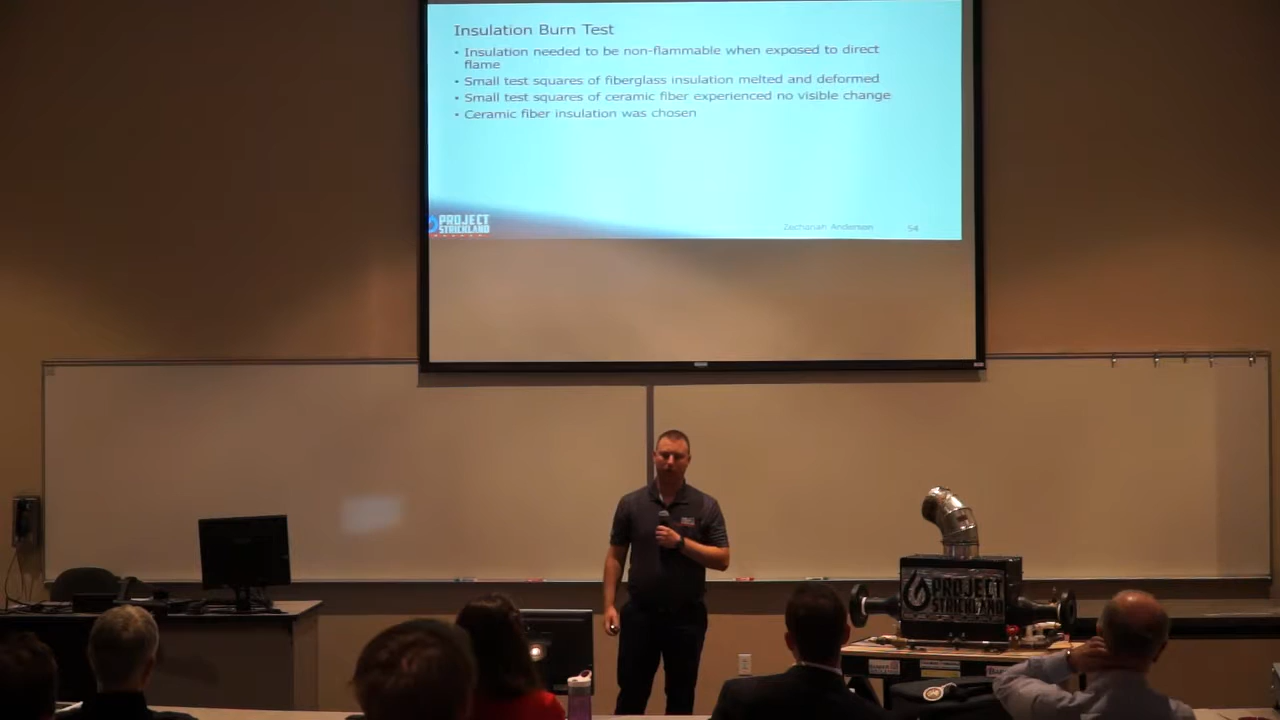 Insulation Burn Test
• Insulation needed to be non-flammable when exposed to direct
flame
• Small test squares of fiberglass insulation melted and deformed
• Small test squares of ceramic fiber experienced no visible change
• Ceramic fiber insulation was chosen
PROJECT
STRICKLAND
Zechariah Anderson
54
PROJECT
STRICKLAND